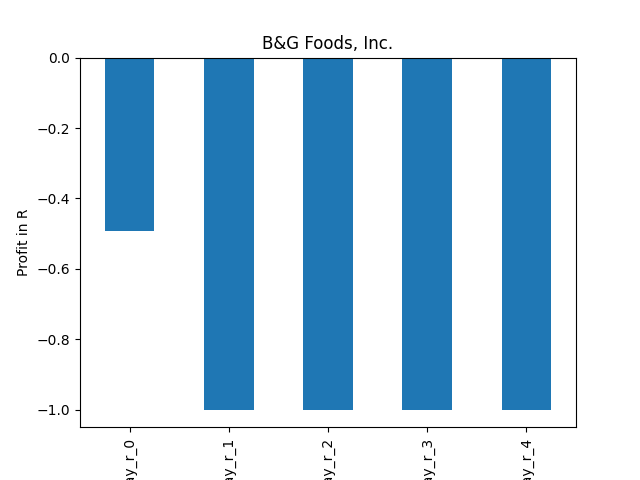 B&G Foods, Inc.
Profit in R
0.0
−0.2
−0.4
−0.6
−0.8
−1.0
ay_r_0
ay_r_1
ay_r_2
ay_r_3
ay_r_4